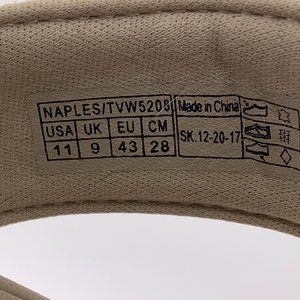 NAPLES/TVW5208 Made in China
USA UK EU CM
SK.12-20-17
11 9 43 28